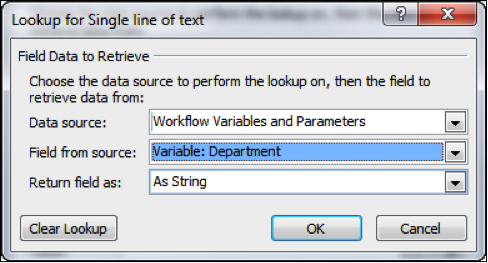 Lookup for Single line of text
Field Data to Retrieve
Choose the data source to perform the lookup on, then the field to
retrieve data from:
Data source: Workflow Variables and Parameters
Field from source: Variable: Department
Return field as: As String
Clear Lookup OK Cancel